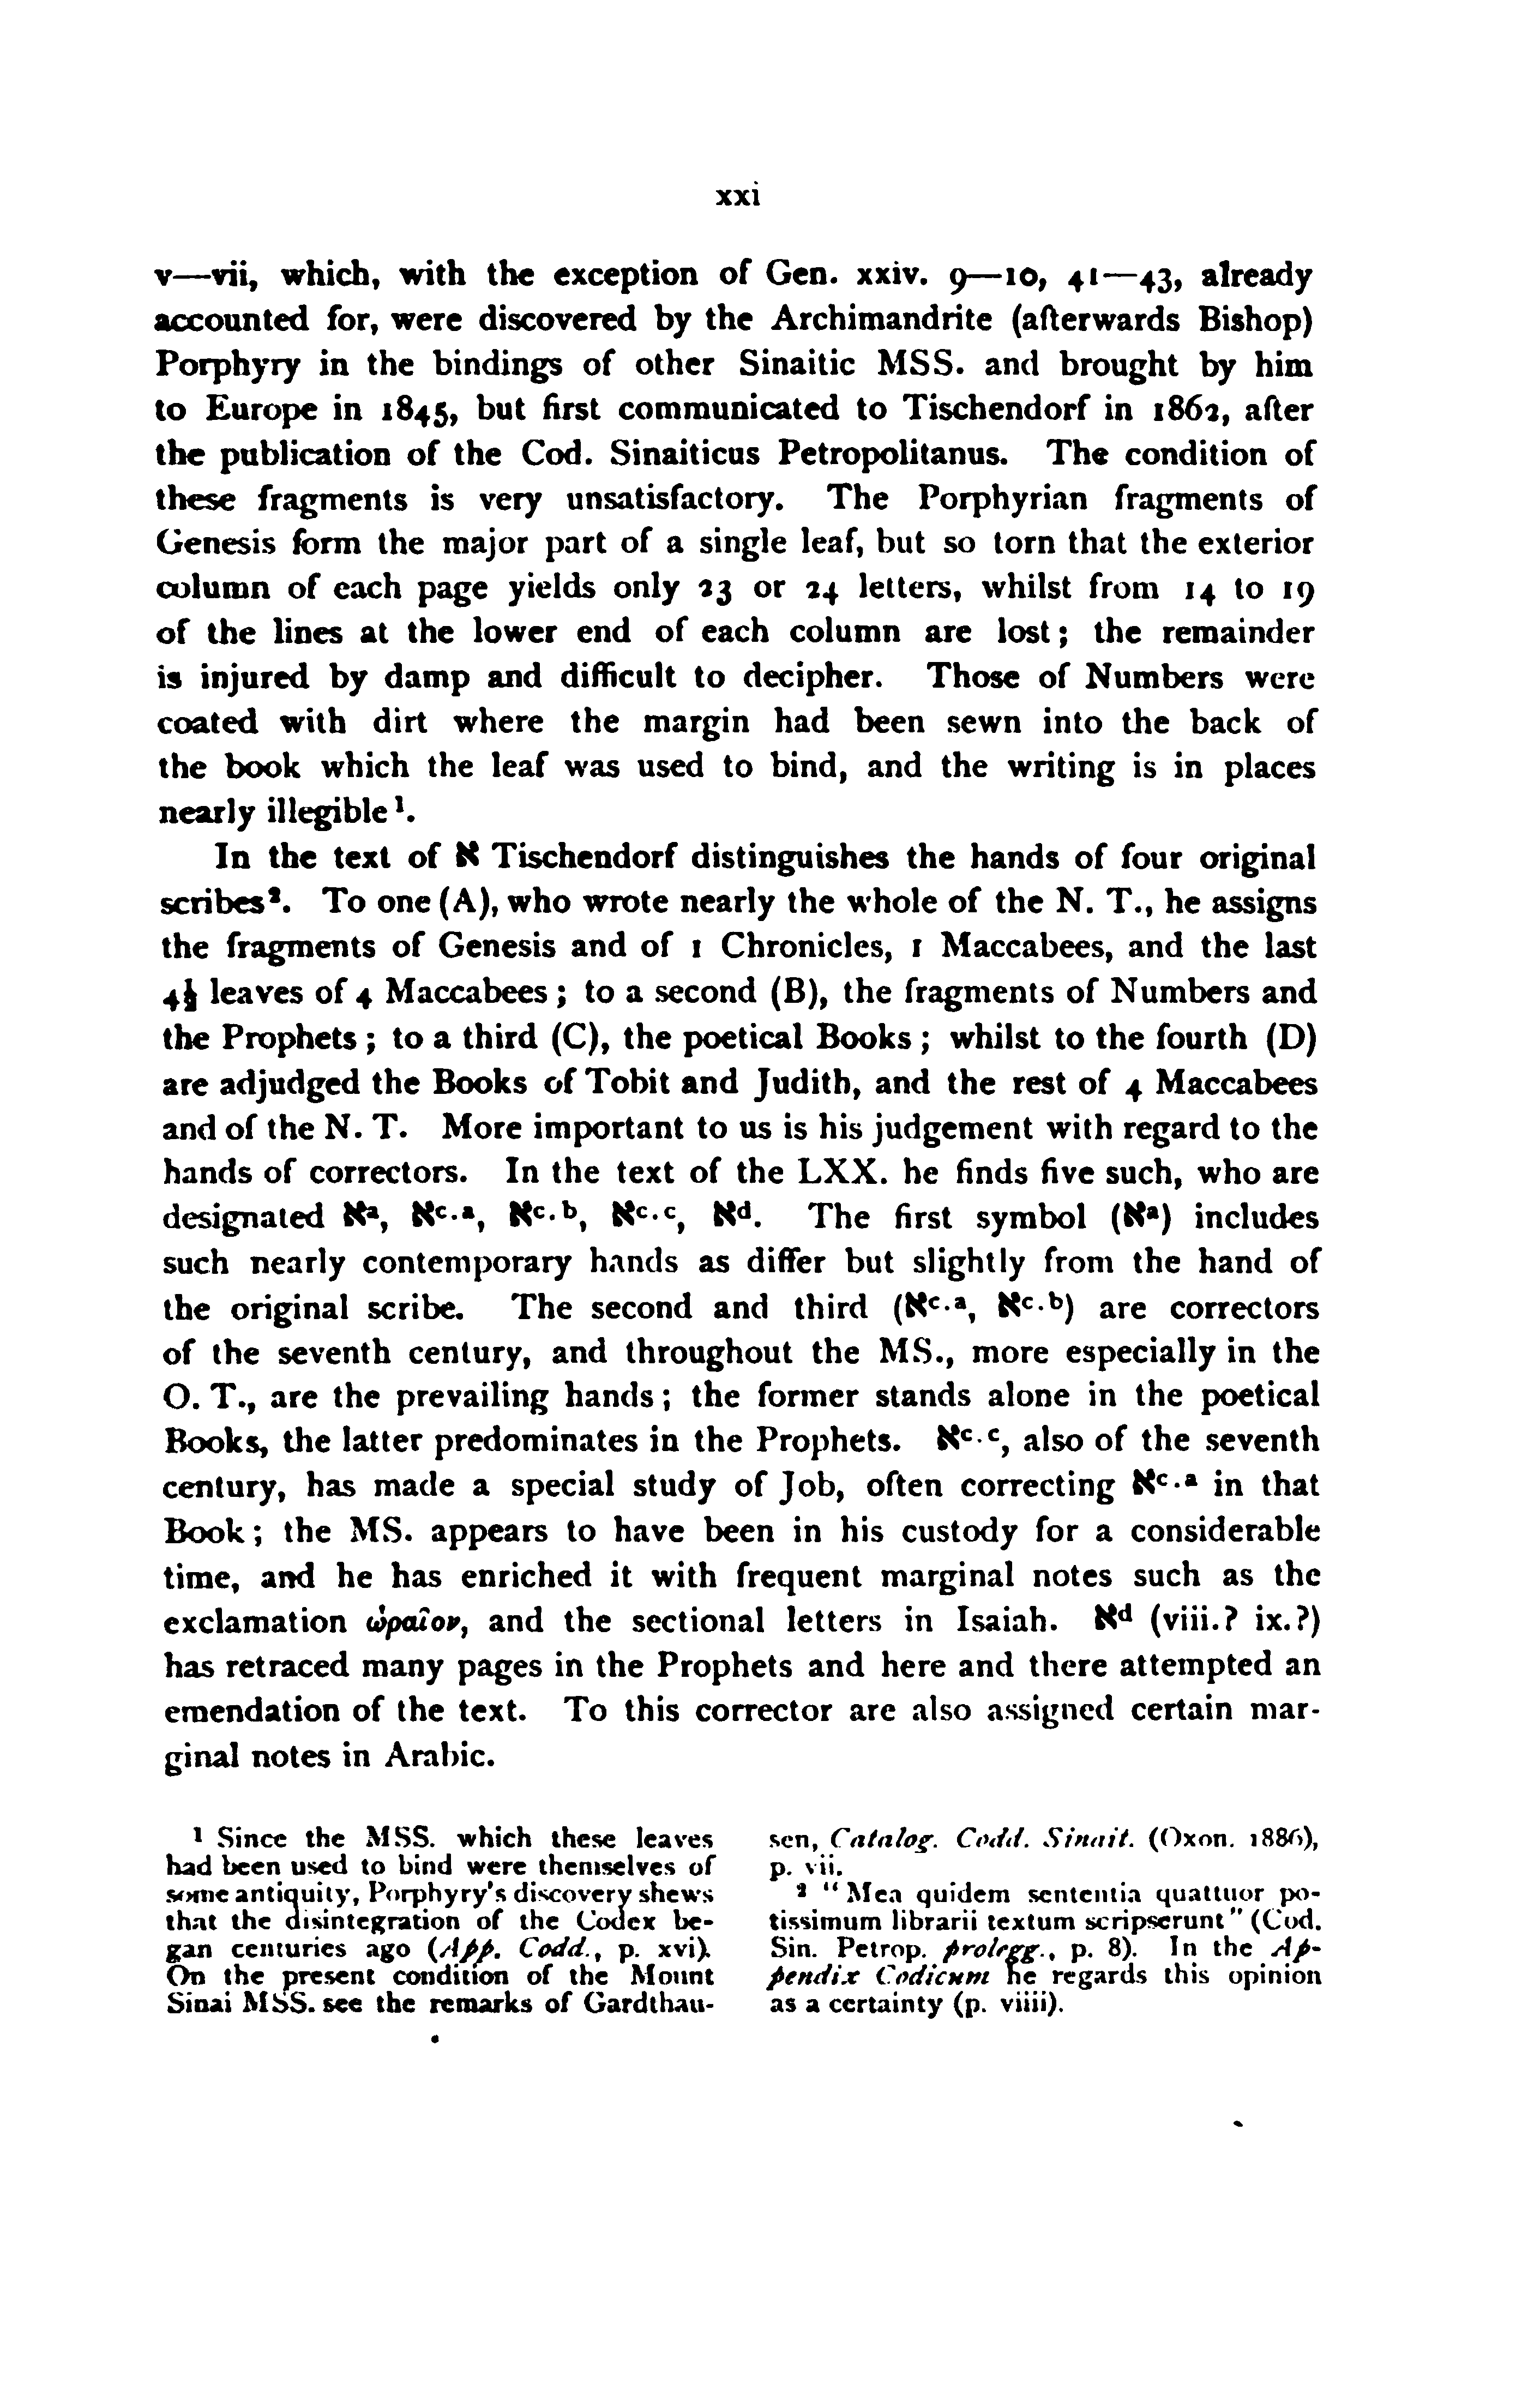 xxi
v—vii, which, with the exception of Gen. xxiv. 9—10, 41—43, already
accounted for, were discovered by the Archimandrite (afterwards Bishop)
Porphyry in the bindings of other Sinaitic MSS. and brought by him
to Europe in 1845, but first communicated to Tischendorf in 1862, after
the publication of the Cod. Sinaiticus Petropolitanus. The condition of
these fragments is very unsatisfactory. The Porphyrian fragments of
Genesis form the major part of a single leaf, but so torn that the exterior
column of each page yields only 23 or 24 letters, whilst from 14 to 19
of the lines at the lower end of each column are lost; the remainder
is injured by damp and difficult to decipher. Those of Numbers were
coated with dirt where the margin had been sewn into the back of
the book which the leaf was used to bind, and the writing is in places
nearly illegible¹.
In the text of א Tischendorf distinguishes the hands of four original
scribes². To one (A), who wrote nearly the whole of the N. T., he assigns
the fragments of Genesis and of 1 Chronicles, 1 Maccabees, and the last
4½ leaves of 4 Maccabees; to a second (B), the fragments of Numbers and
the Prophets; to a third (C), the poetical Books; whilst to the fourth (D)
are adjudged the Books of Tobit and Judith, and the rest of 4 Maccabees
and of the N. T. More important to us is his judgement with regard to the
hands of correctors. In the text of the LXX. he finds five such, who are
designated אᵃ, אᶜ·ᵃ, אᶜ·ᵇ, אᶜ·ᶜ, אᵈ. The first symbol (אᵃ) includes
such nearly contemporary hands as differ but slightly from the hand of
the original scribe. The second and third (אᶜ·ᵃ, אᶜ·ᵇ) are correctors
of the seventh century, and throughout the MS., more especially in the
O. T., are the prevailing hands; the former stands alone in the poetical
Books, the latter predominates in the Prophets. אᶜ·ᶜ, also of the seventh
century, has made a special study of Job, often correcting אᶜ·ᵃ in that
Book; the MS. appears to have been in his custody for a considerable
time, and he has enriched it with frequent marginal notes such as the
exclamation ὡραῖον, and the sectional letters in Isaiah. אᵈ (viii.? ix.?)
has retraced many pages in the Prophets and here and there attempted an
emendation of the text. To this corrector are also assigned certain mar-
ginal notes in Arabic.
¹ Since the MSS. which these leaves
had been used to bind were themselves of
some antiquity, Porphyry's discovery shews
that the disintegration of the Codex be-
gan centuries ago (App. Codd., p. xvi).
On the present condition of the Mount
Sinai MSS. see the remarks of Gardthau-
sen, Catalog. Codd. Sinait. (Oxon. 1886),
p. vii.
² "Mea quidem sententia quattuor po-
tissimum librarii textum scripserunt" (Cod.
Sin. Petrop. prolegg., p. 8). In the Ap-
pendix Codicum he regards this opinion
as a certainty (p. viiii).